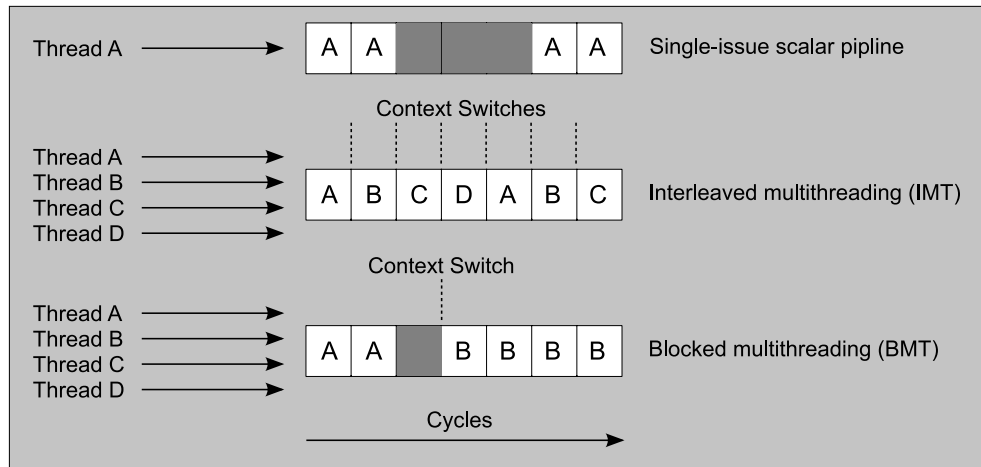 Thread A
A A A A
Single-issue scalar pipline
Context Switches
Thread A
Thread B
Thread C
Thread D
A B C D A B C
Interleaved multithreading (IMT)
Context Switch
Thread A
Thread B
Thread C
Thread D
A A B B B B
Blocked multithreading (BMT)
Cycles